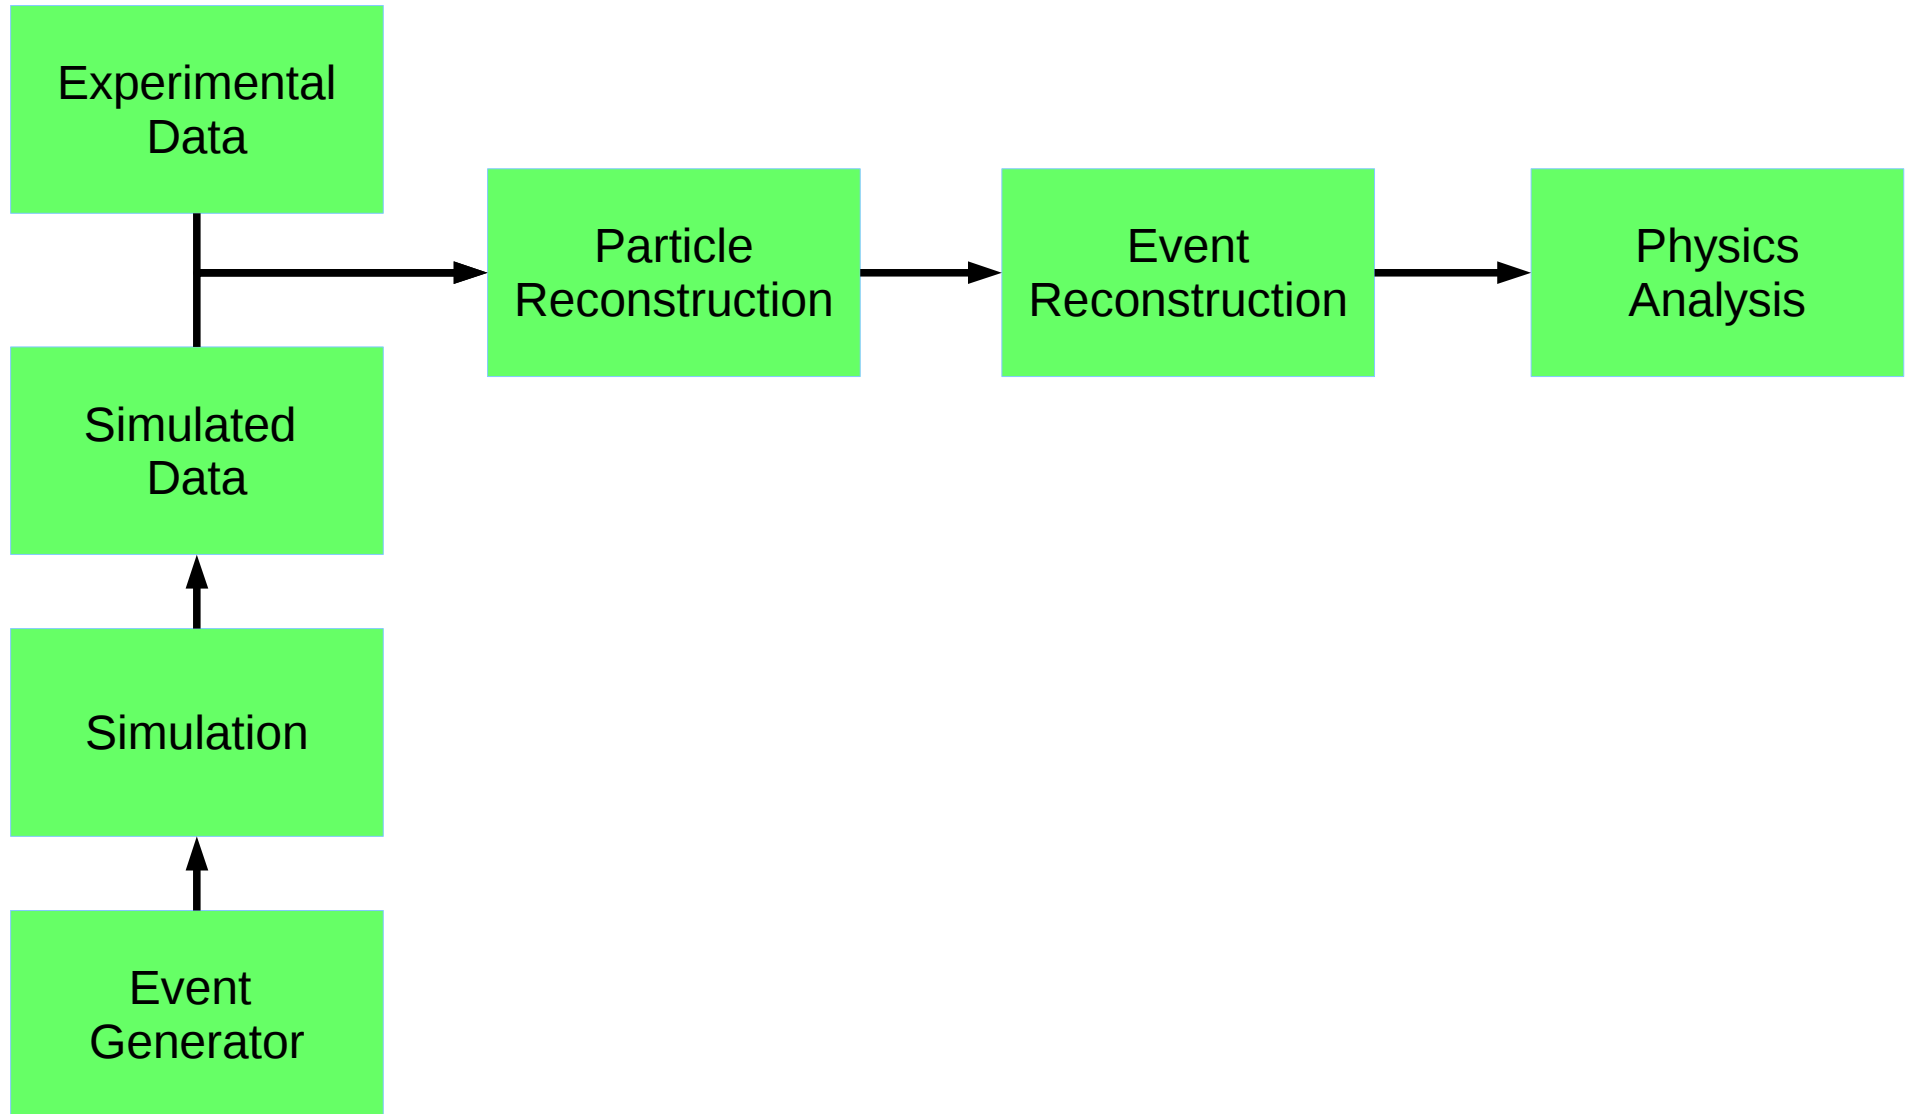 Experimental
Data
Particle
Reconstruction
Event
Reconstruction
Physics
Analysis
Simulated
Data
Simulation
Event
Generator